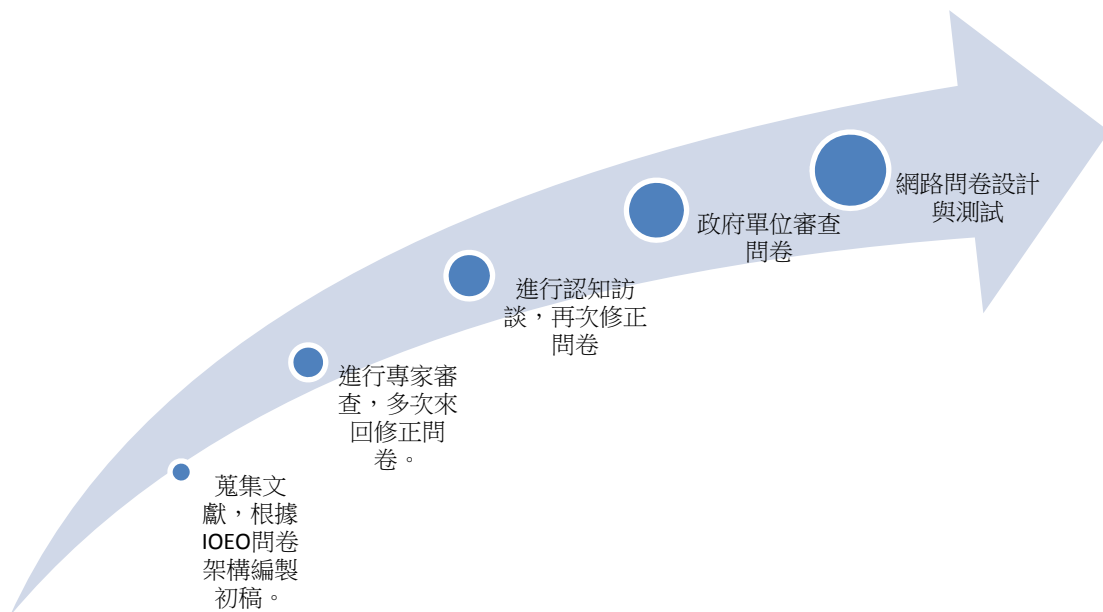 網路問卷設計
與測試
政府單位審查
問卷
進行認知訪
談，再次修正
問卷
進行專家審
查，多次來
回修正問
卷。
蒐集文
獻，根據
IOEO問卷
架構編製
初稿。